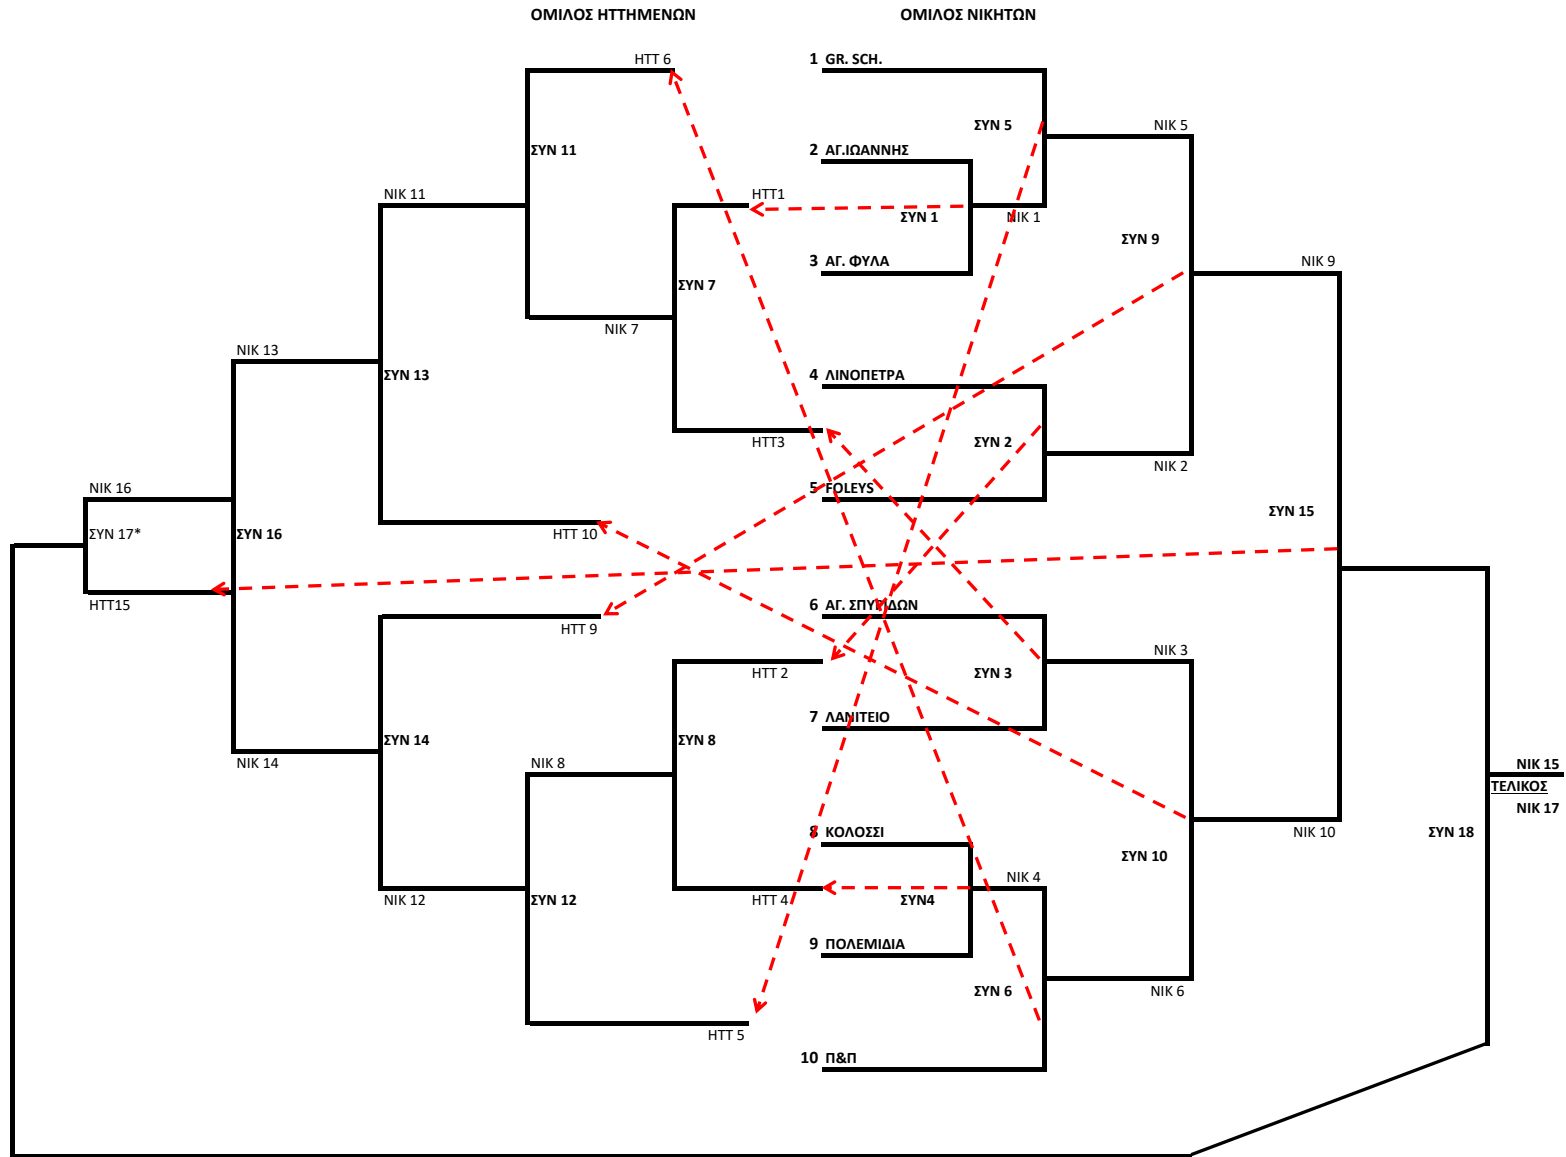 ΟΜΙΛΟΣ ΗΤΤΗΜΕΝΩΝ
ΟΜΙΛΟΣ ΝΙΚΗΤΩΝ
ΗΤΤ 6
1 GR. SCH.
ΣΥΝ 5
ΝΙΚ 5
ΣΥΝ 11
2 ΑΓ.ΙΩΑΝΝΗΣ
ΝΙΚ 11
ΗΤΤ1
ΣΥΝ 1
ΝΙΚ 1
ΣΥΝ 9
3 ΑΓ. ΦΥΛΑ
ΝΙΚ 9
ΣΥΝ 7
ΝΙΚ 7
ΝΙΚ 13
ΣΥΝ 13
4 ΛΙΝΟΠΕΤΡΑ
ΗΤΤ3
ΣΥΝ 2
ΝΙΚ 2
ΝΙΚ 16
5 FOLEYS
ΣΥΝ 15
ΣΥΝ 17*
ΣΥΝ 16
ΗΤΤ 10
ΗΤΤ15
6 ΑΓ. ΣΠΥΡΙΔΩΝ
ΗΤΤ 9
ΝΙΚ 3
ΗΤΤ 2
ΣΥΝ 3
7 ΛΑΝΙΤΕΙΟ
ΣΥΝ 14
ΣΥΝ 8
ΝΙΚ 14
ΝΙΚ 8
ΝΙΚ 15
ΤΕΛΙΚΟΣ
ΝΙΚ 17
8 ΚΟΛΟΣΣΙ
ΝΙΚ 10
ΣΥΝ 18
ΣΥΝ 10
ΝΙΚ 4
ΝΙΚ 12
ΣΥΝ 12
ΗΤΤ 4
ΣΥΝ4
9 ΠΟΛΕΜΙΔΙΑ
ΣΥΝ 6
ΝΙΚ 6
ΗΤΤ 5
10 Π&Π